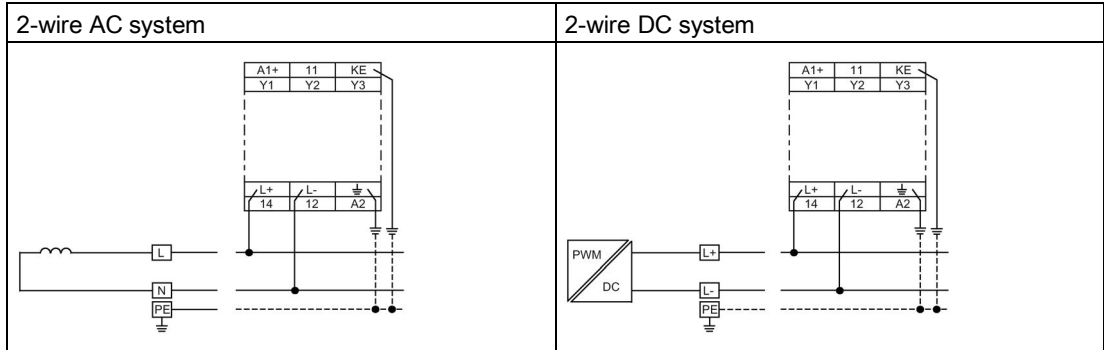 2-wire AC system
2-wire DC system
A1+ 11 KE
Y1 Y2 Y3
L+ L-
14 12 A2
L
N
PE
A1+ 11 KE
Y1 Y2 Y3
L+ L-
14 12 A2
PWM
DC
L+
L-
PE